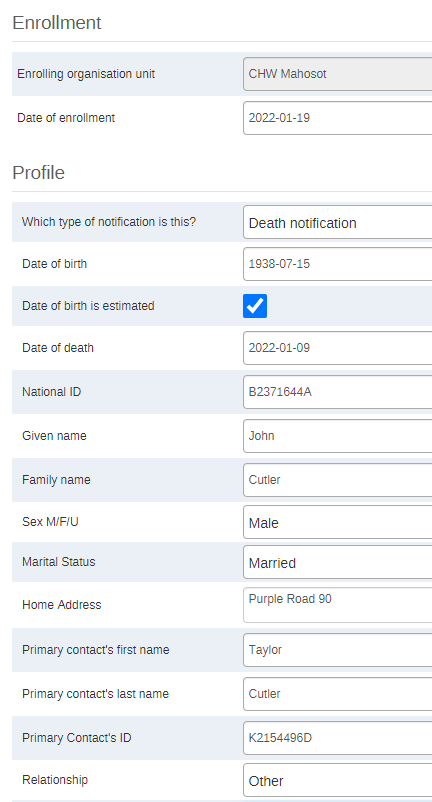 Enrollment
Enrolling organisation unit CHW Mahosot
Date of enrollment 2022-01-19
Profile
Which type of notification is this? Death notification
Date of birth 1938-07-15
Date of birth is estimated
Date of death 2022-01-09
National ID B2371644A
Given name John
Family name Cutler
Sex M/F/U Male
Marital Status Married
Home Address Purple Road 90
Primary contact's first name Taylor
Primary contact's last name Cutler
Primary Contact's ID K2154496D
Relationship Other